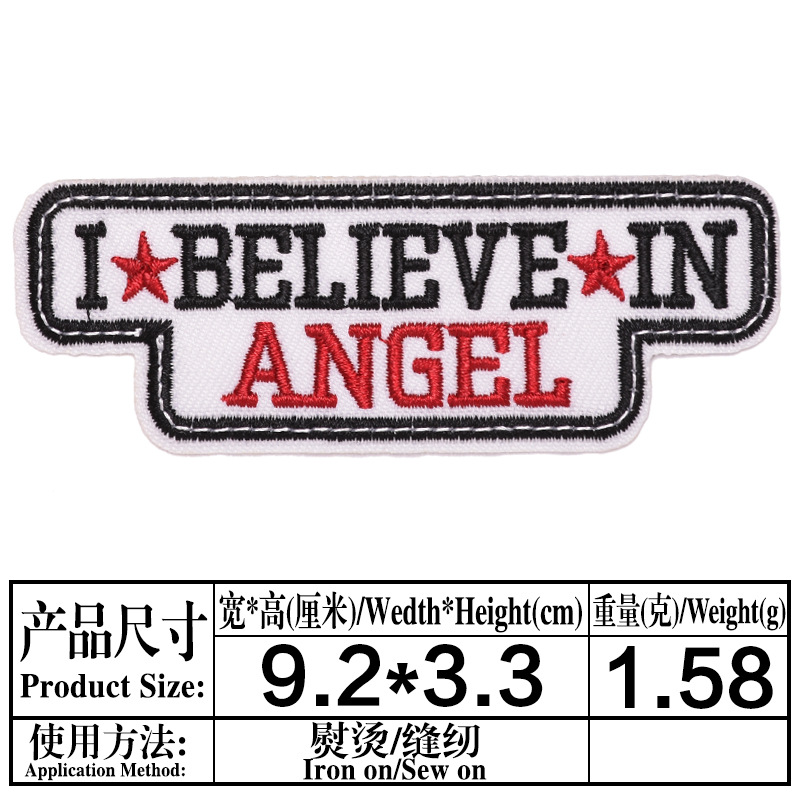 I★BELIEVE★IN
ANGEL
产品尺寸
Product Size:
宽*高(厘米)/Wedth*Height(cm)
重量(克)/Weight(g)
9.2*3.3
1.58
使用方法:
Application Method:
熨烫/缝纫
Iron on/Sew on